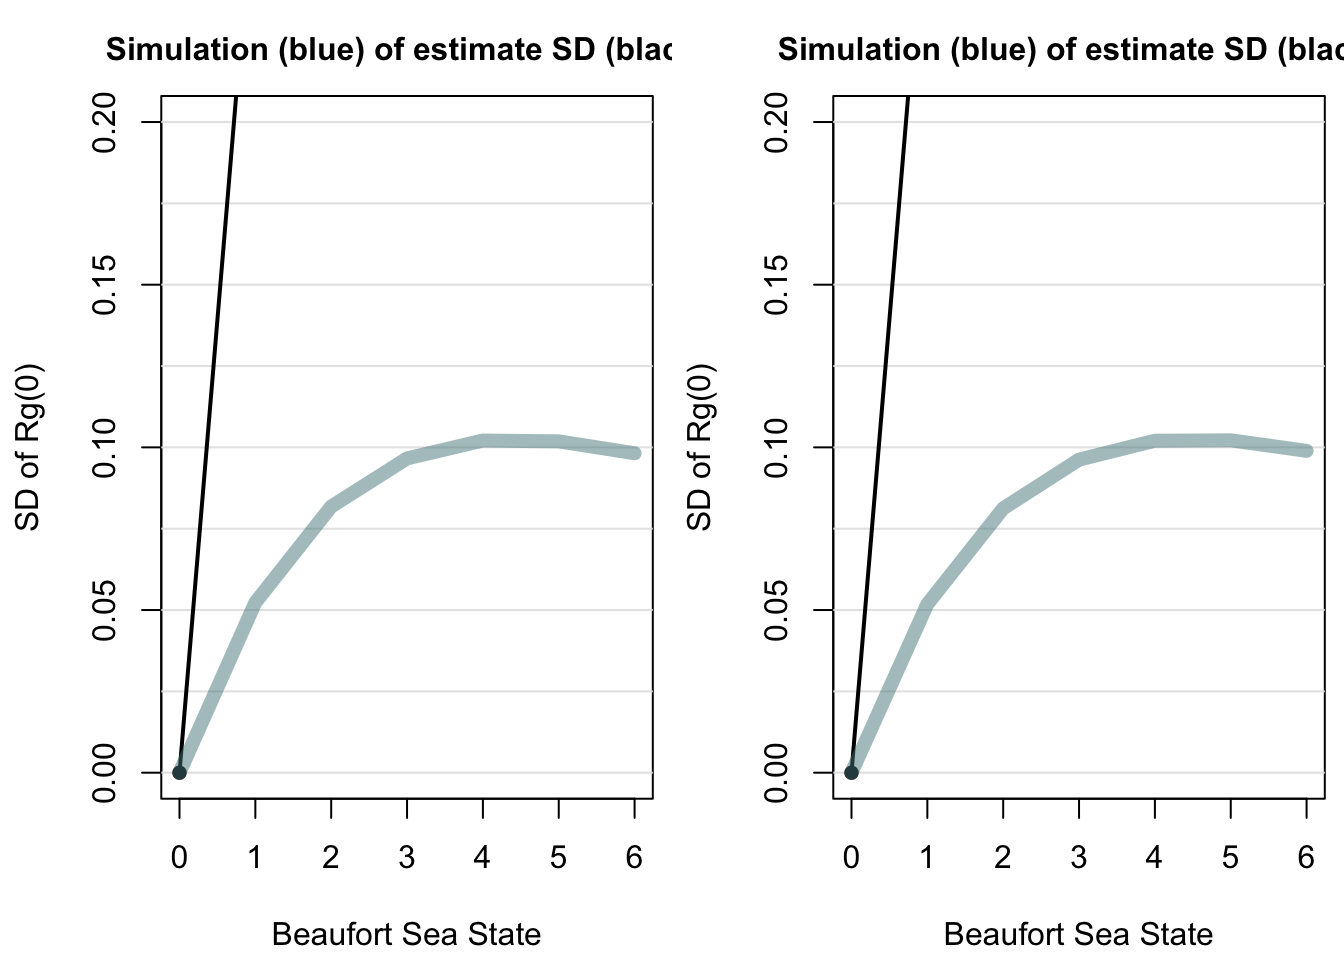 Simulation (blue) of estimate SD (blac
SD of Rg(0)
0.20
0.15
0.10
0.05
0.00
0 1 2 3 4 5 6
Beaufort Sea State
Simulation (blue) of estimate SD (blac
SD of Rg(0)
0.20
0.15
0.10
0.05
0.00
0 1 2 3 4 5 6
Beaufort Sea State